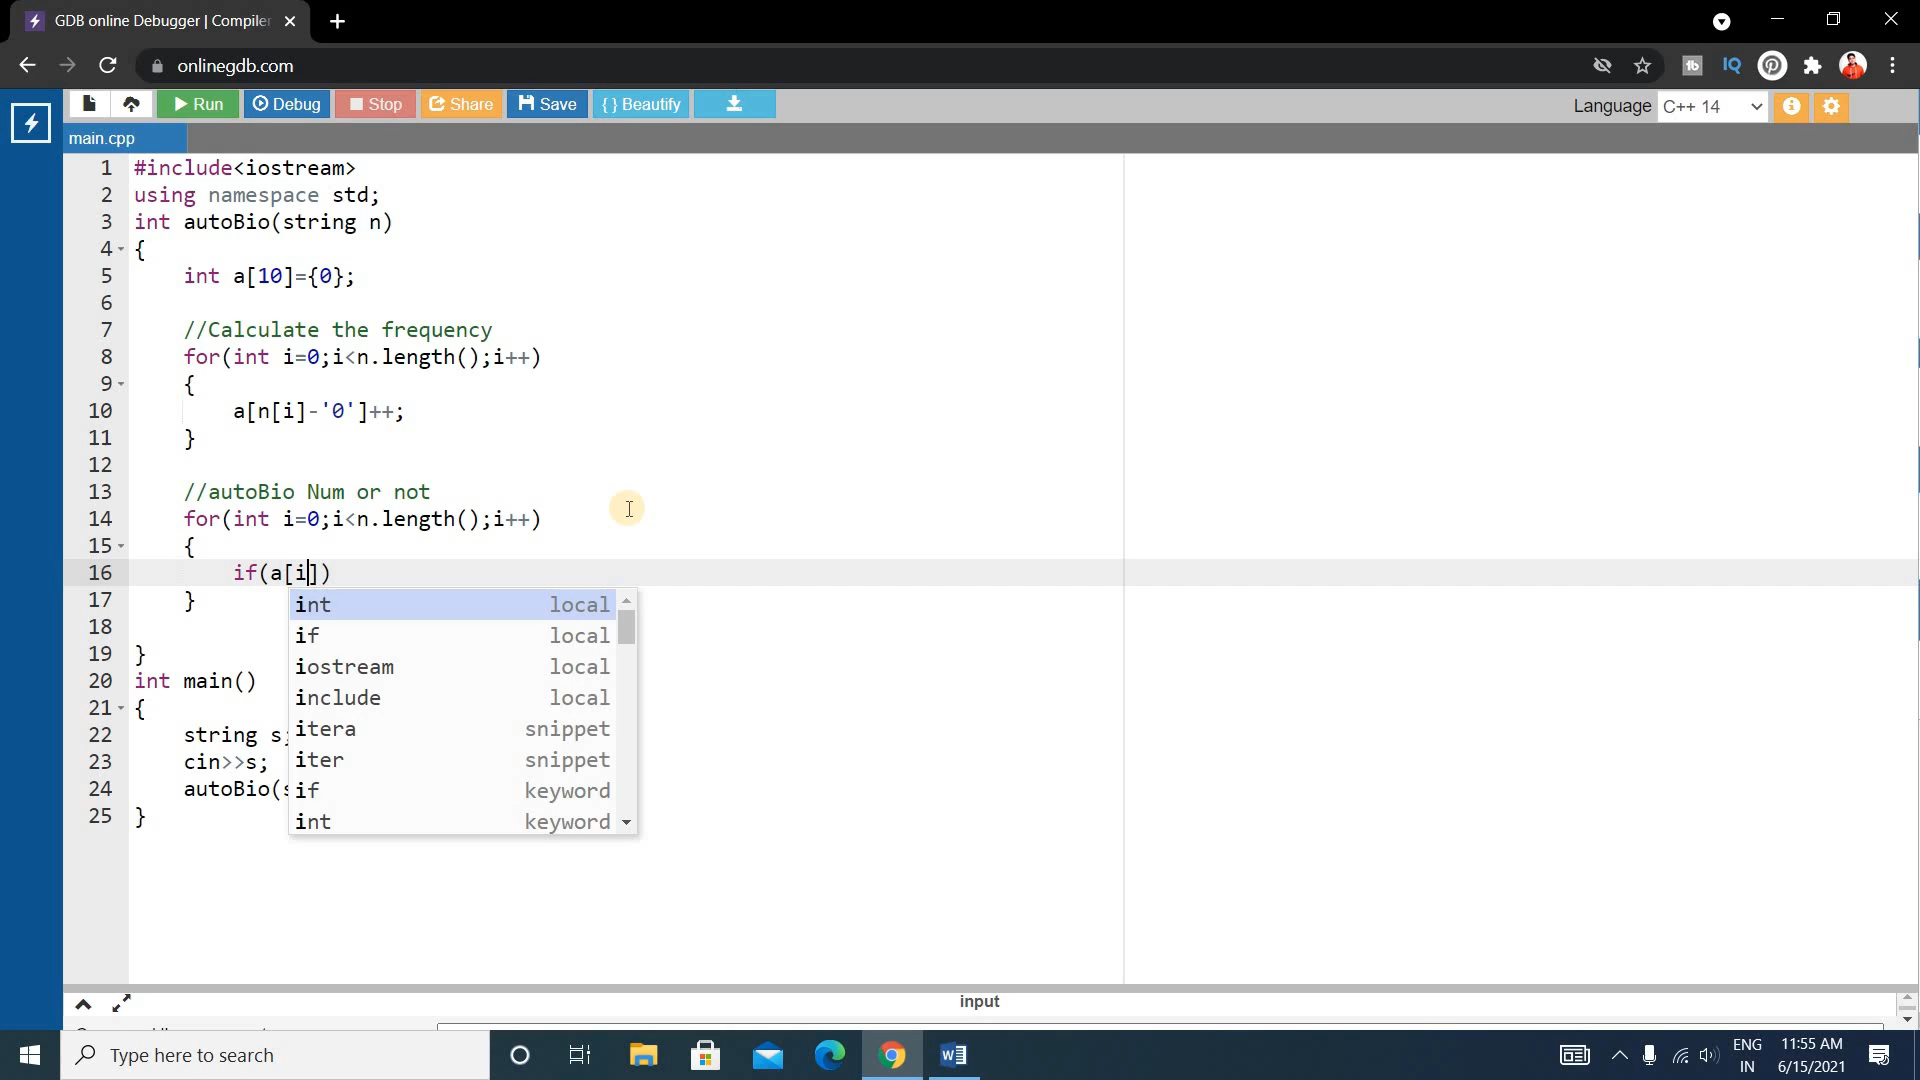 GDB online Debugger | Compiler
onlinegdb.com
Run
Debug
Stop
Share
Save
{ } Beautify
Language
C++ 14
main.cpp
1 #include<iostream>
2 using namespace std;
3 int autoBio(string n)
4 {
5 int a[10]={0};
6
7 //Calculate the frequency
8 for(int i=0;i<n.length();i++)
9 {
10 a[n[i]-'0']++;
11 }
12
13 //autoBio Num or not
14 for(int i=0;i<n.length();i++)
15 {
16 if(a[i])
17 }
18
19 }
20 int main()
21 {
22 string s;
23 cin>>s;
24 autoBio(s
25 }
int local
if local
iostream local
include local
itera snippet
iter snippet
if keyword
int keyword
input
Type here to search
ENG
IN
11:55 AM
6/15/2021